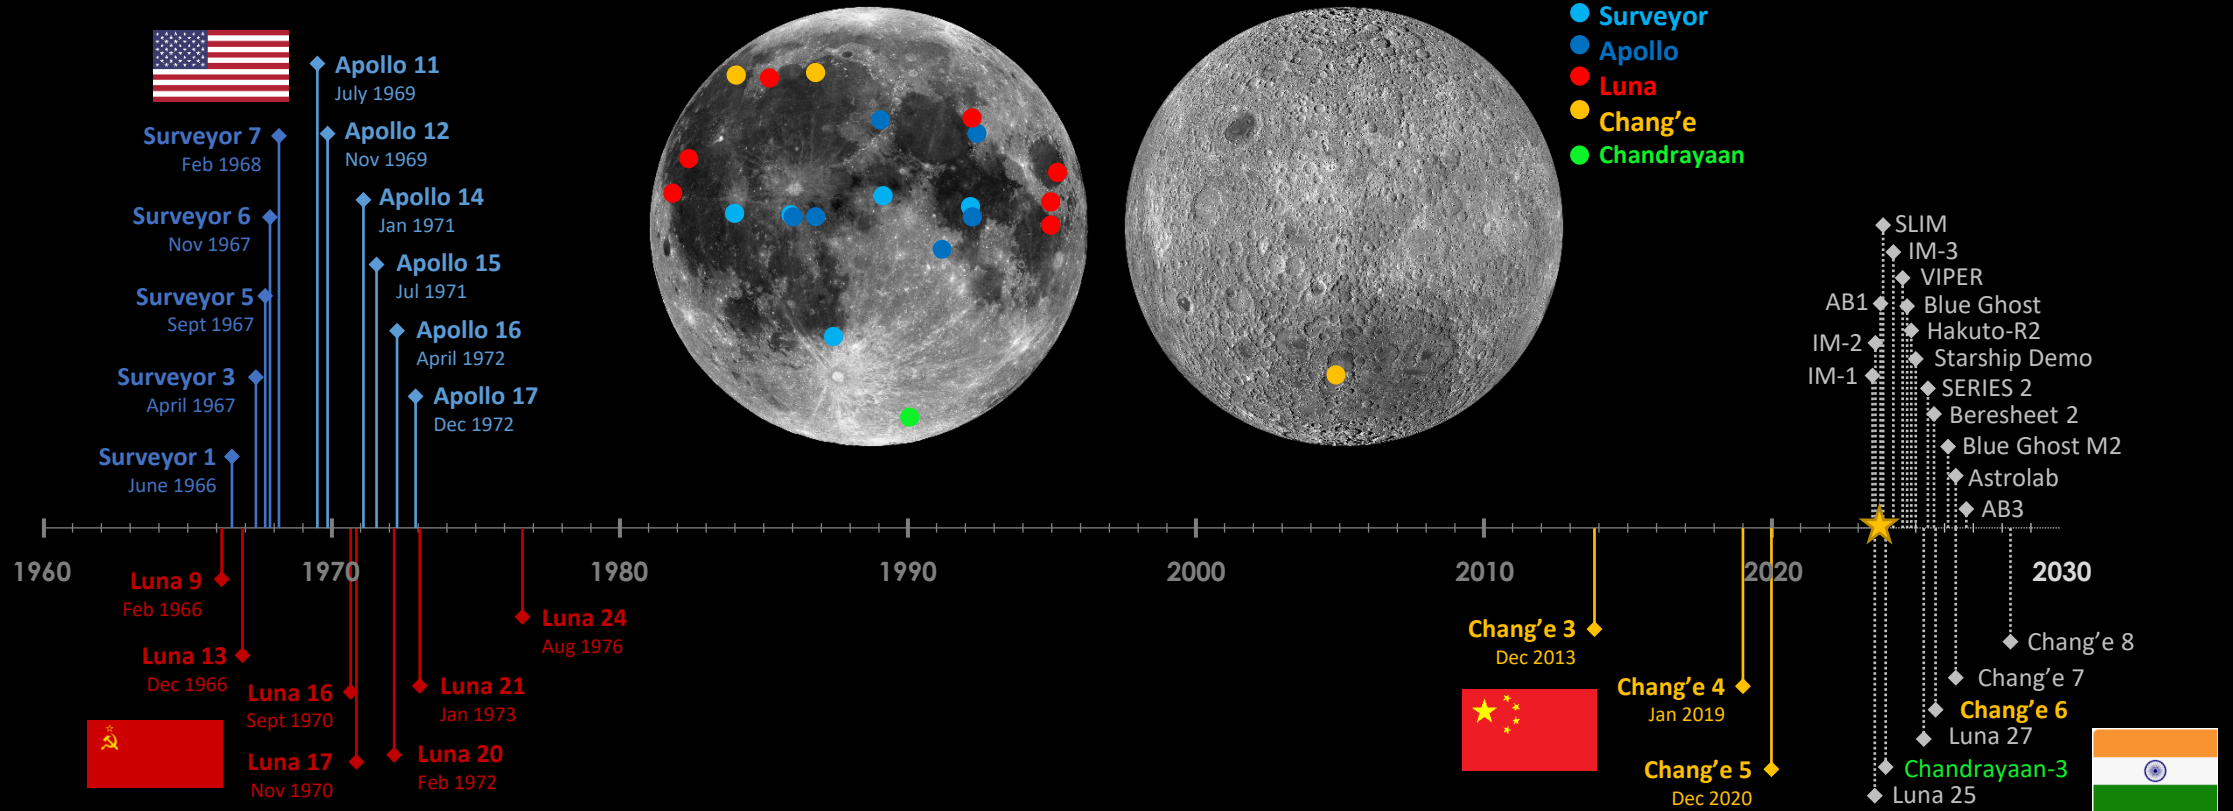 Surveyor
Apollo
Luna
Chang’e
Chandrayaan
Apollo 11
July 1969
Surveyor 7
Feb 1968
Apollo 12
Nov 1969
Surveyor 6
Nov 1967
Apollo 14
Jan 1971
Surveyor 5
Sept 1967
Apollo 15
Jul 1971
Surveyor 3
April 1967
Apollo 16
April 1972
Surveyor 1
June 1966
Apollo 17
Dec 1972
SLIM
IM-3
VIPER
AB1
Blue Ghost
Hakuto-R2
IM-2
Starship Demo
IM-1
SERIES 2
Beresheet 2
Blue Ghost M2
Astrolab
AB3
1960
1970
1980
1990
2000
2010
2020
2030
Luna 9
Feb 1966
Luna 13
Dec 1966
Luna 16
Sept 1970
Luna 17
Nov 1970
Luna 20
Feb 1972
Luna 21
Jan 1973
Luna 24
Aug 1976
Chang’e 3
Dec 2013
Chang’e 4
Jan 2019
Chang’e 5
Dec 2020
Chang’e 8
Chang’e 7
Chang’e 6
Luna 27
Chandrayaan-3
Luna 25